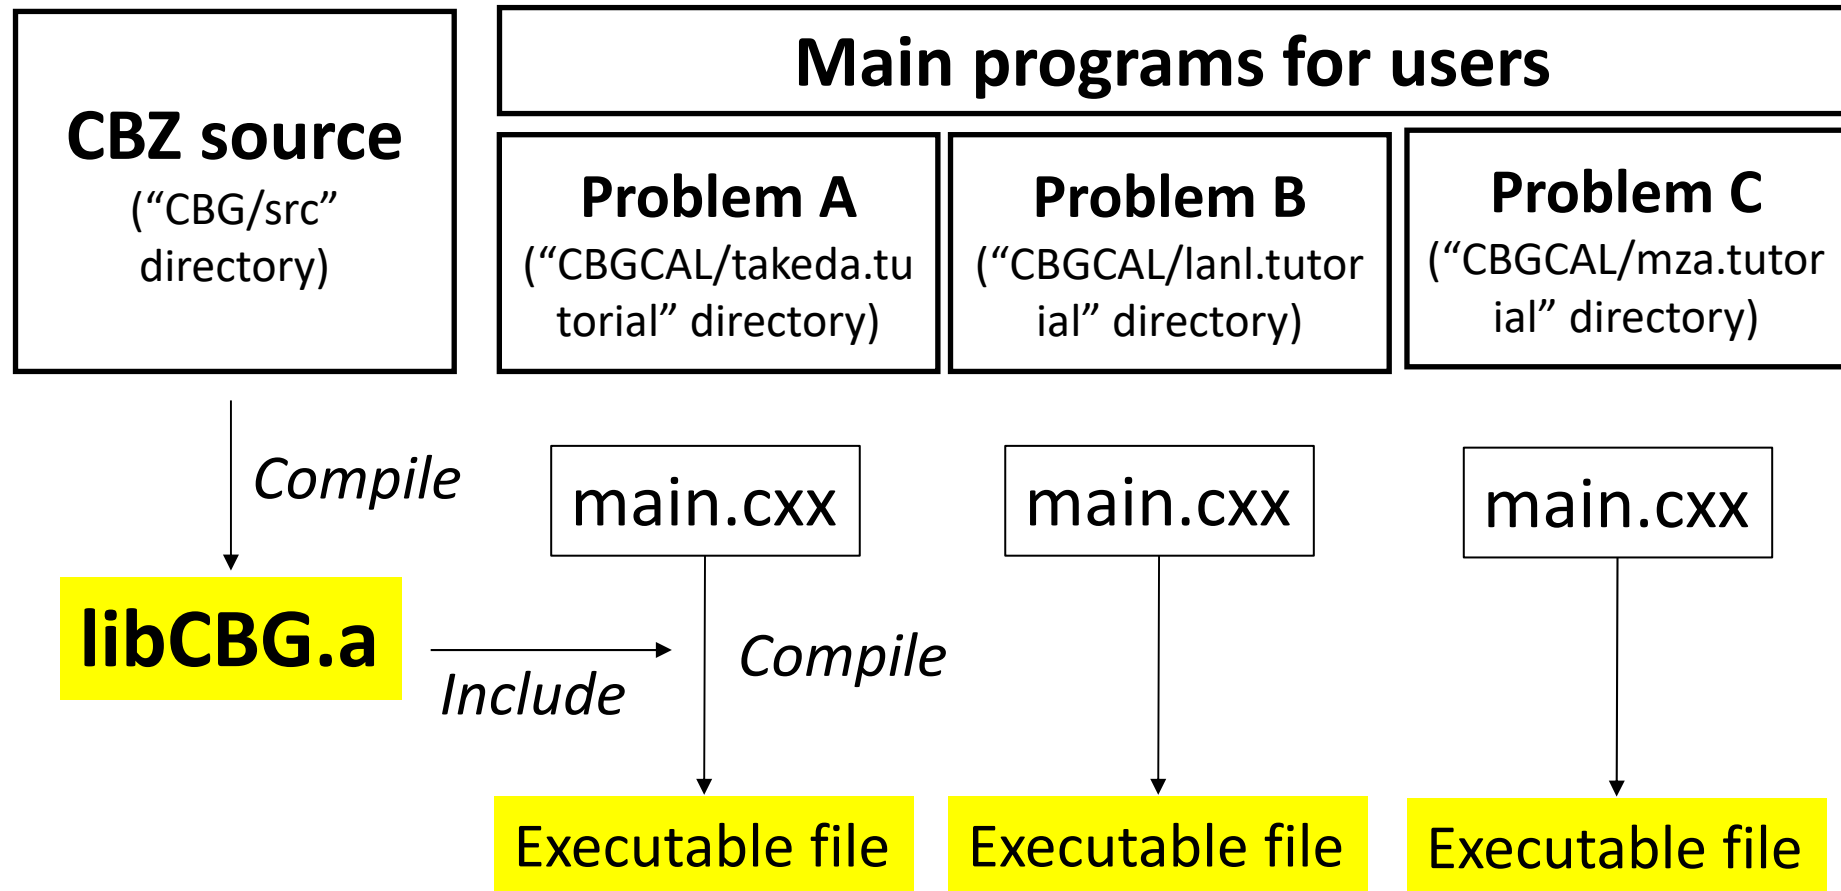 CBZ source
(“CBG/src”
directory)
Main programs for users
Problem A
(“CBGCAL/takeda.tu
torial” directory)
Problem B
(“CBGCAL/lanl.tutor
ial” directory)
Problem C
(“CBGCAL/mza.tutor
ial” directory)
Compile
main.cxx
main.cxx
main.cxx
libCBG.a
Include
Compile
Executable file
Executable file
Executable file